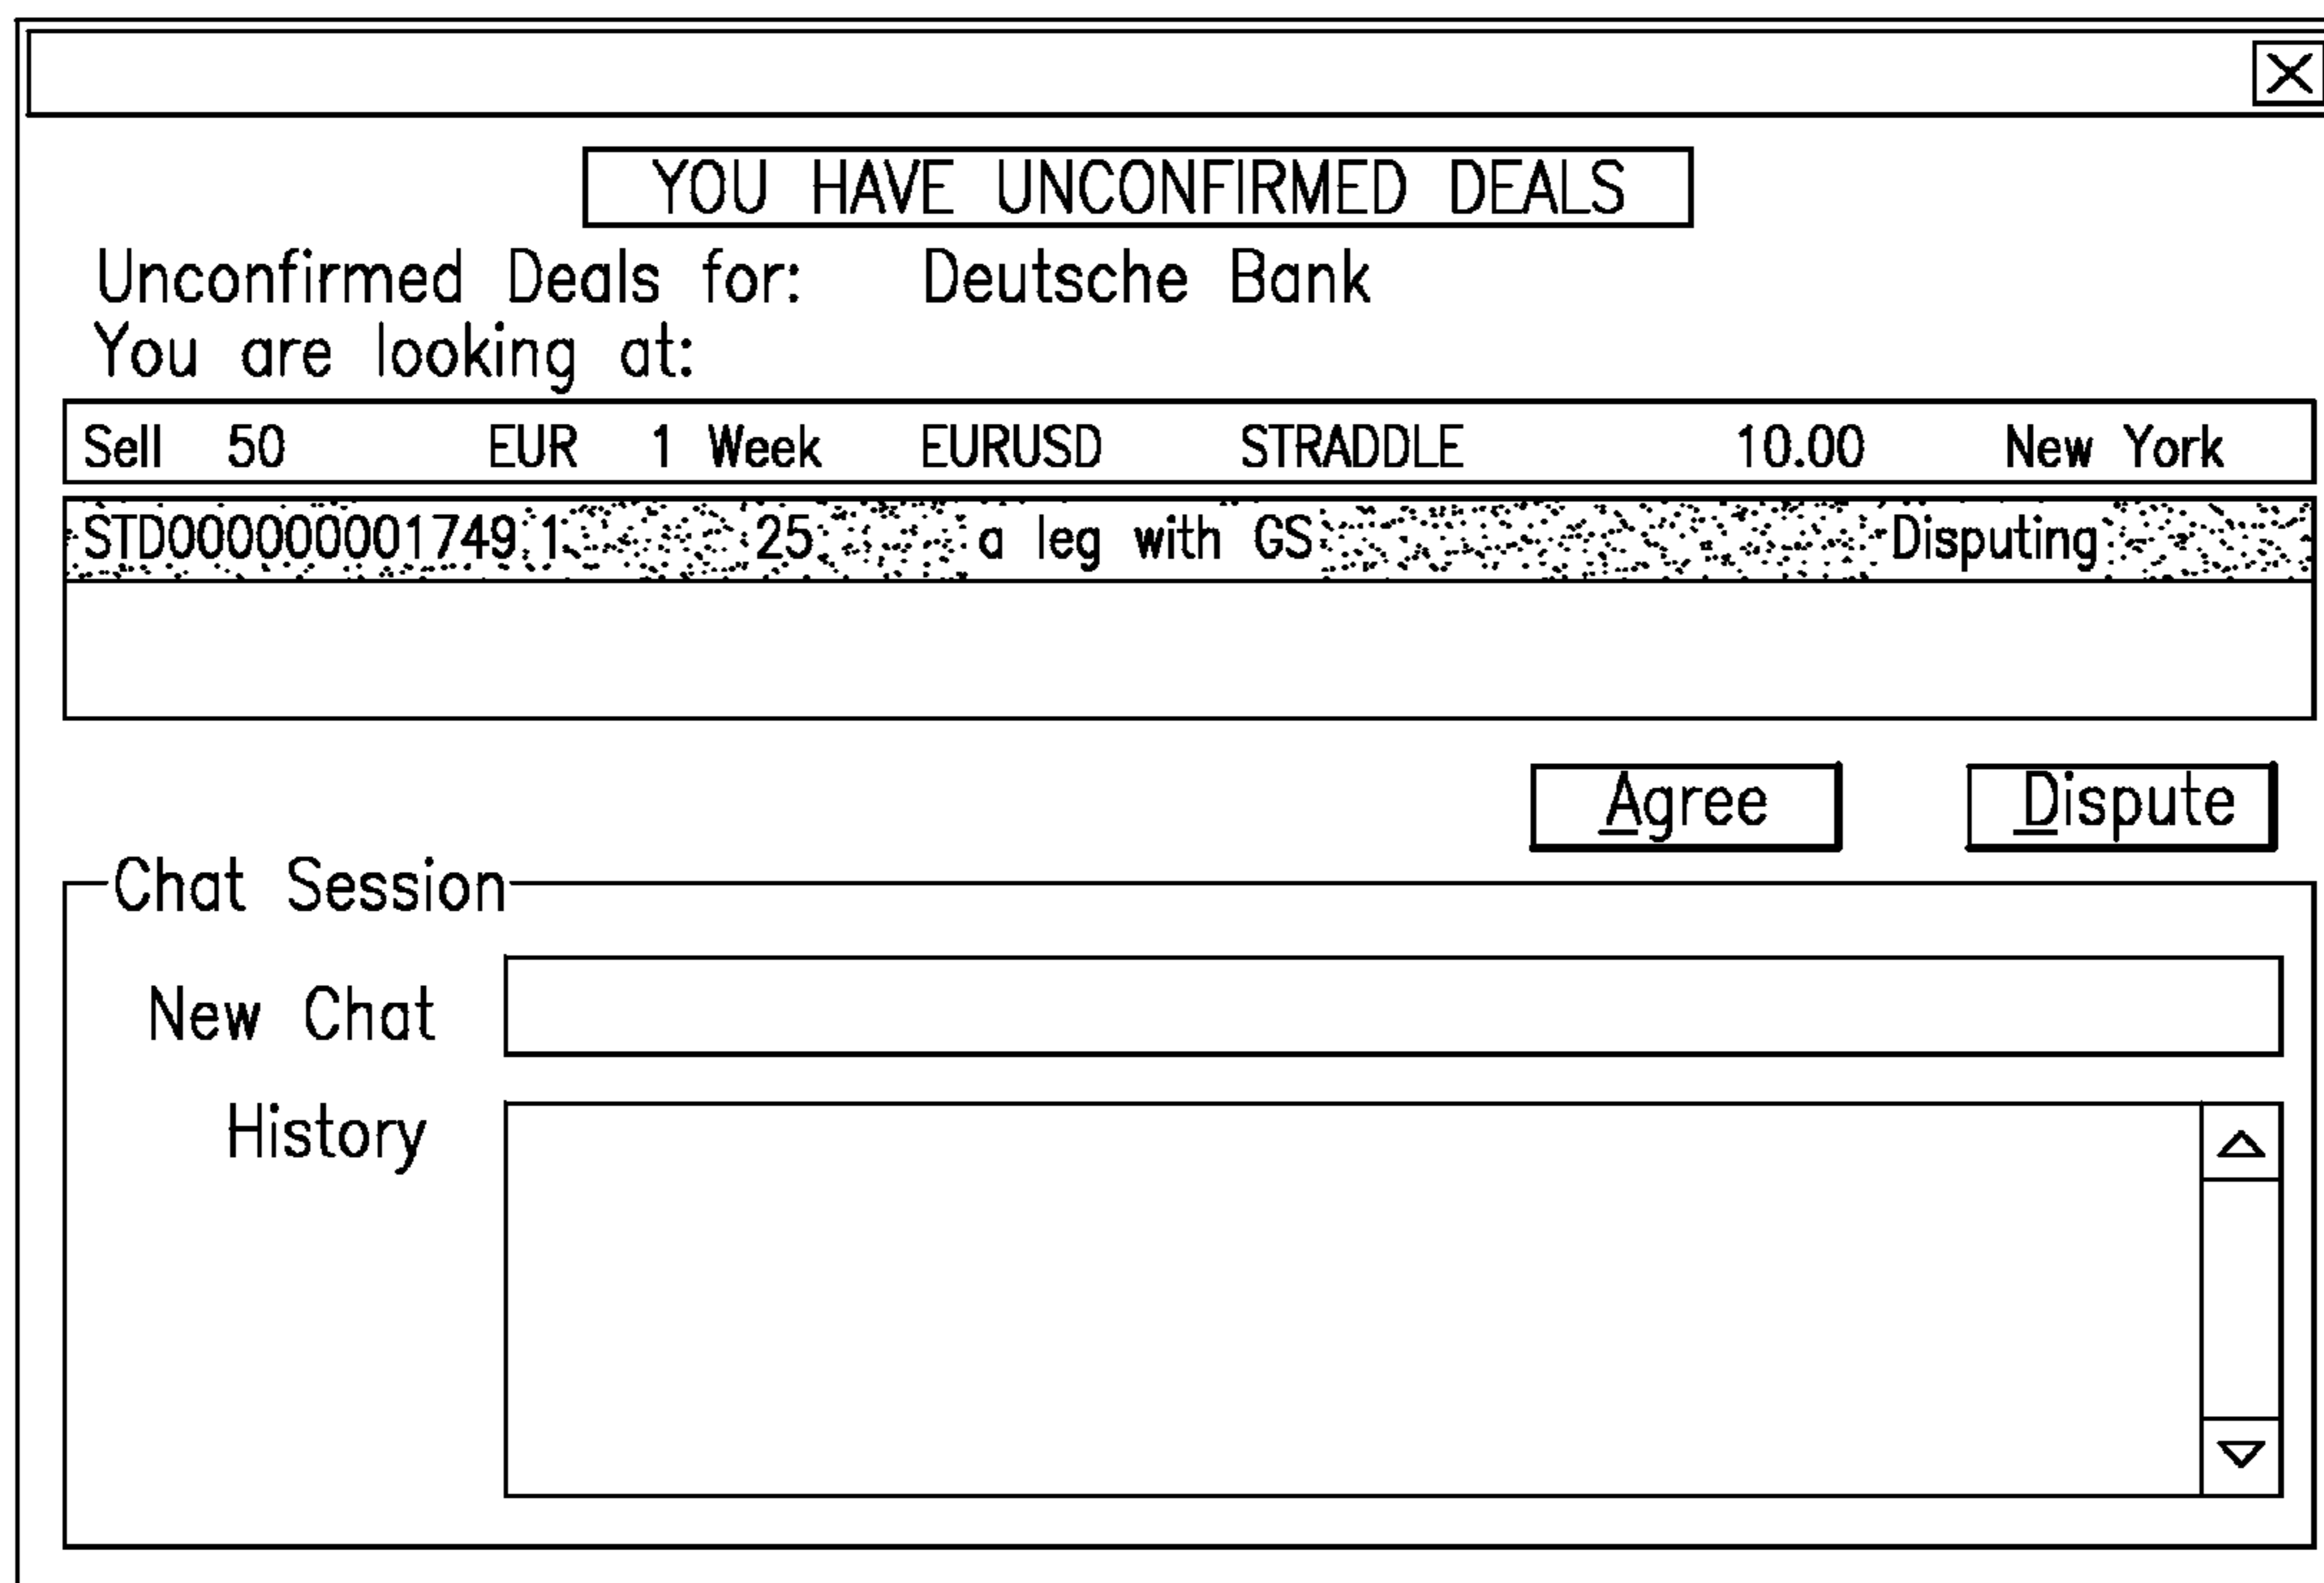 YOU HAVE UNCONFIRMED DEALS
Unconfirmed Deals for: Deutsche Bank
You are looking at:
Sell 50 EUR 1 Week EURUSD STRADDLE 10.00 New York
STD0000000001749.1 25 a leg with GS Disputing
Agree Dispute
Chat Session
New Chat
History